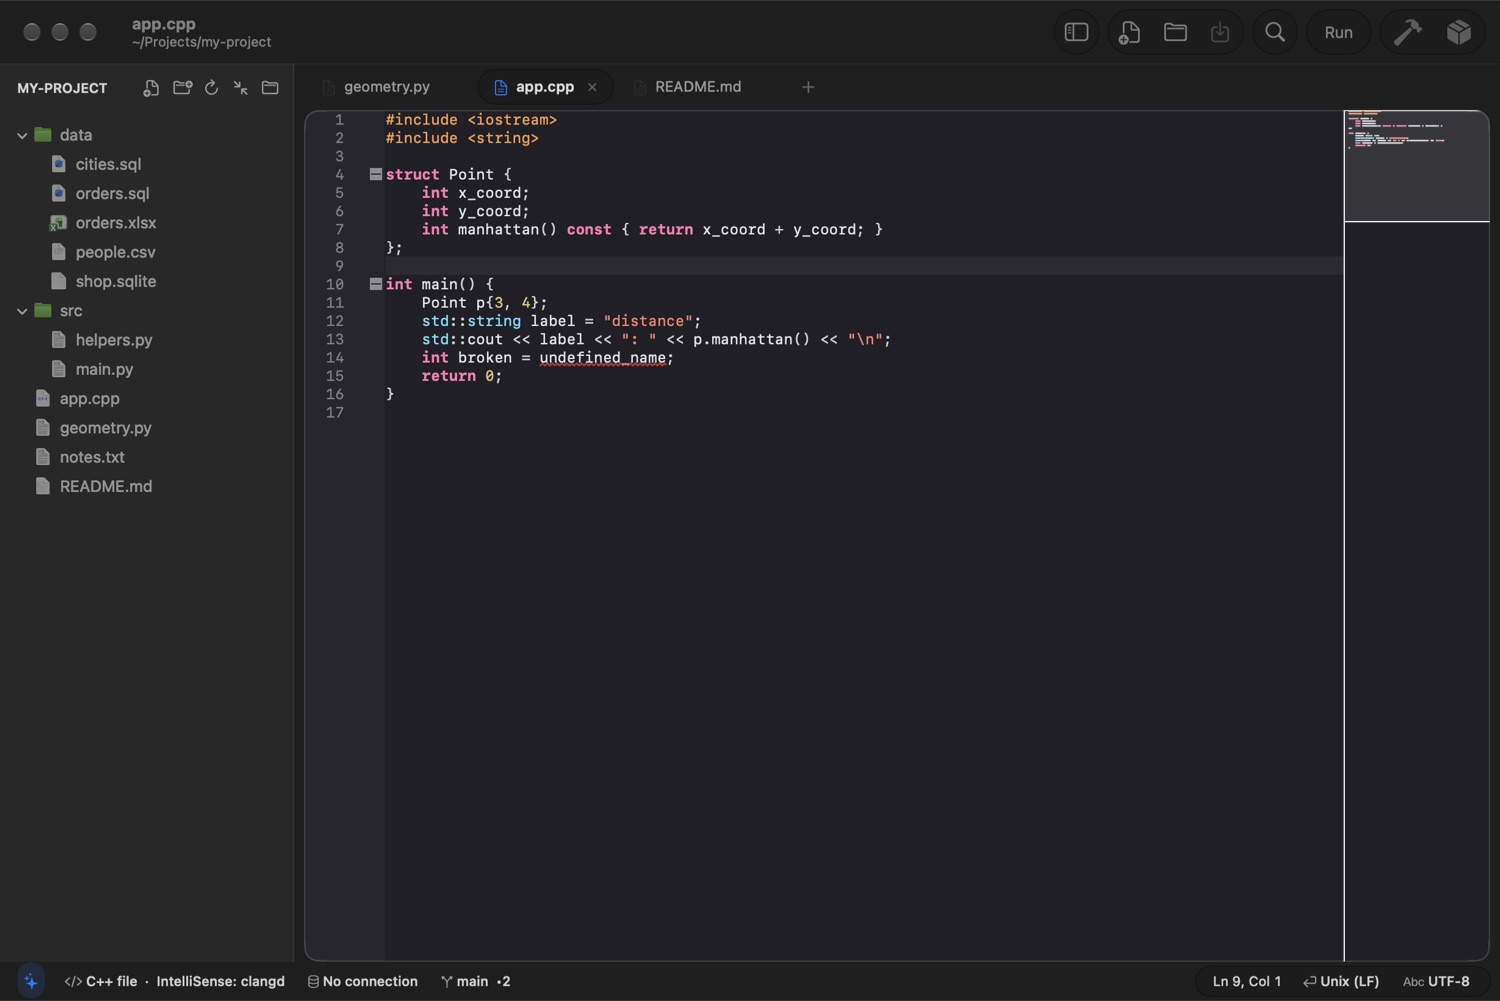 app.cpp
~/Projects/my-project
Run
MY-PROJECT
data
cities.sql
orders.sql
orders.xlsx
people.csv
shop.sqlite
src
helpers.py
main.py
app.cpp
geometry.py
notes.txt
README.md
geometry.py
app.cpp
README.md
1 #include <iostream>
2 #include <string>
3
4 struct Point {
5     int x_coord;
6     int y_coord;
7     int manhattan() const { return x_coord + y_coord; }
8 };
9
10 int main() {
11     Point p{3, 4};
12     std::string label = "distance";
13     std::cout << label << ": " << p.manhattan() << "\n";
14     int broken = undefined_name;
15     return 0;
16 }
17
</> C++ file · IntelliSense: clangd
No connection
main •2
Ln 9, Col 1
Unix (LF)
Abc UTF-8